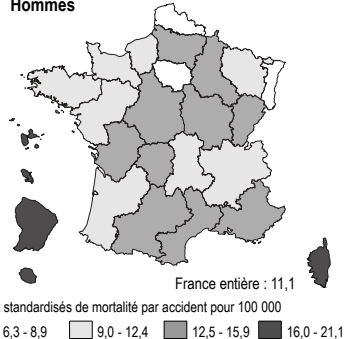 Hommes
France entière : 11,1
standardisés de mortalité par accident pour 100 000
6,3 - 8,9 9,0 - 12,4 12,5 - 15,9 16,0 - 21,1